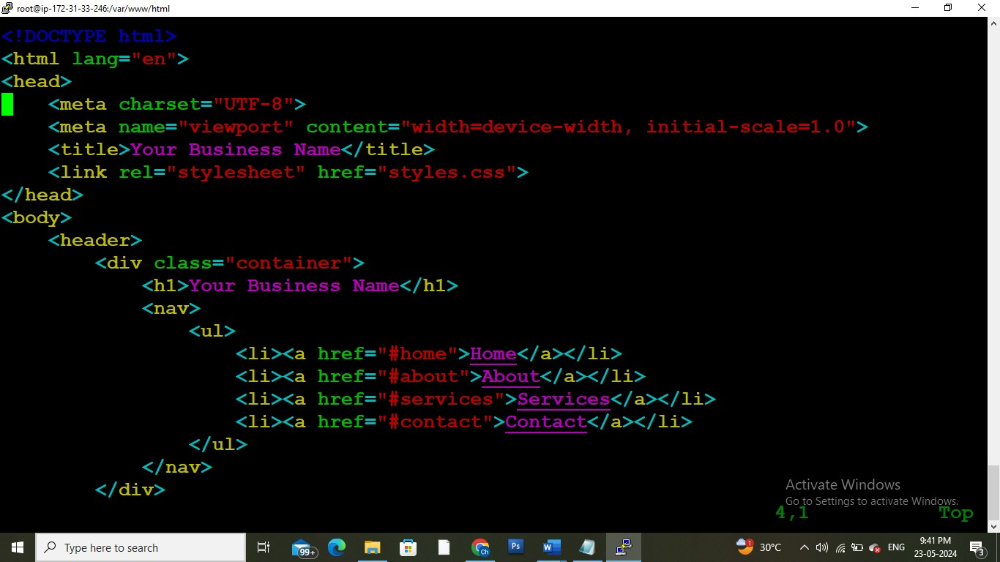 root@ip-172-31-33-246:/var/www/html
<!DOCTYPE html>
<html lang="en">
<head>
    <meta charset="UTF-8">
    <meta name="viewport" content="width=device-width, initial-scale=1.0">
    <title>Your Business Name</title>
    <link rel="stylesheet" href="styles.css">
</head>
<body>
    <header>
        <div class="container">
            <h1>Your Business Name</h1>
            <nav>
                <ul>
                    <li><a href="#home">Home</a></li>
                    <li><a href="#about">About</a></li>
                    <li><a href="#services">Services</a></li>
                    <li><a href="#contact">Contact</a></li>
                </ul>
            </nav>
        </div>
Activate Windows
Go to Settings to activate Windows.
4,1 Top
Type here to search
99+
Ch
Ps
W
1
30°C
ENG
9:41 PM
23-05-2024
3